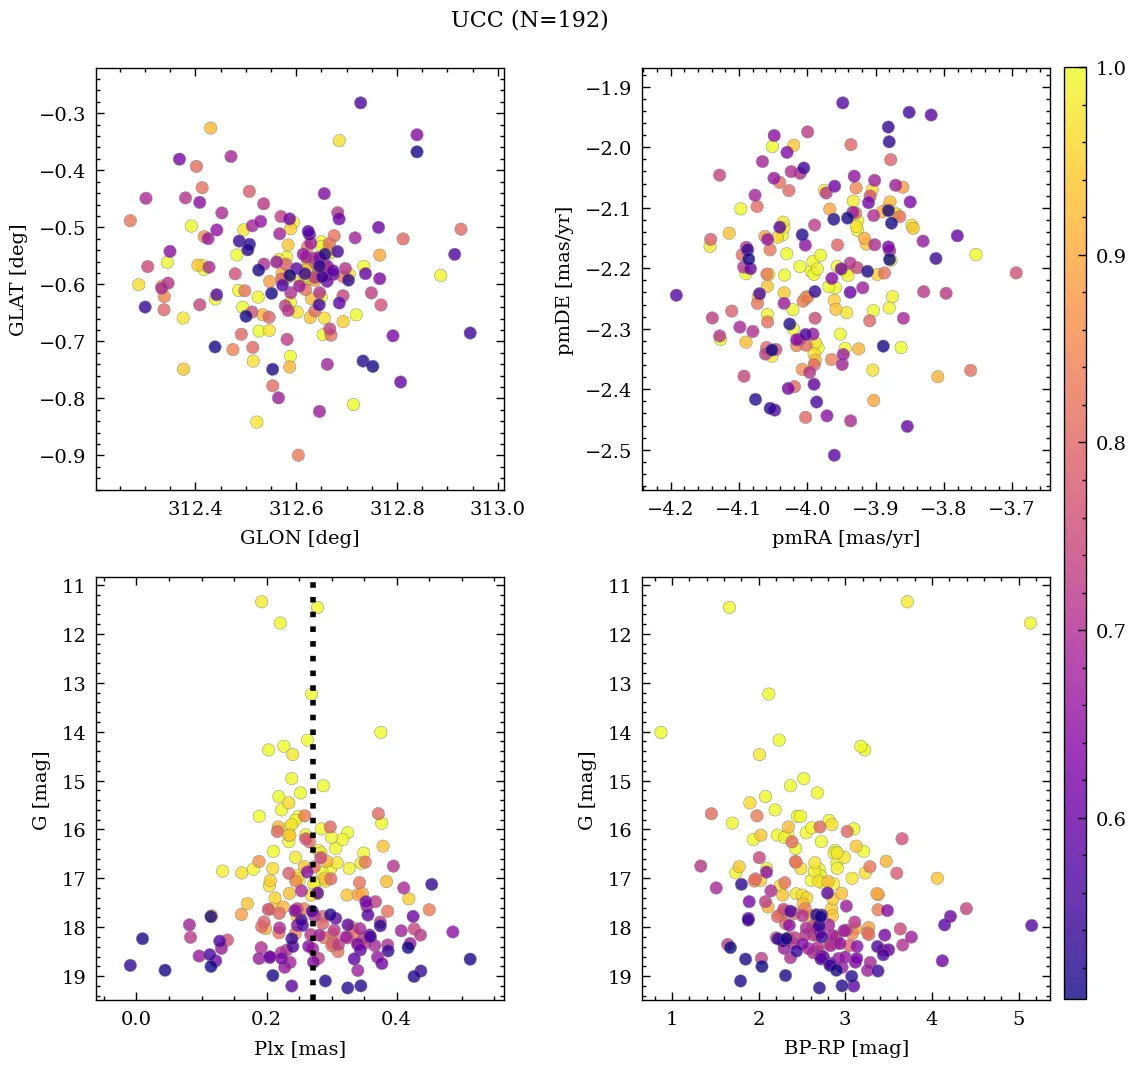 UCC (N=192)
−0.3
−0.4
−0.5
−0.6
−0.7
−0.8
−0.9
GLAT [deg]
312.4 312.6 312.8 313.0
GLON [deg]
−1.9
−2.0
−2.1
−2.2
−2.3
−2.4
−2.5
pmDE [mas/yr]
−4.2 −4.1 −4.0 −3.9 −3.8 −3.7
pmRA [mas/yr]
11
12
13
14
15
16
17
18
19
G [mag]
0.0 0.2 0.4
Plx [mas]
11
12
13
14
15
16
17
18
19
G [mag]
1 2 3 4 5
BP-RP [mag]
1.0
0.9
0.8
0.7
0.6